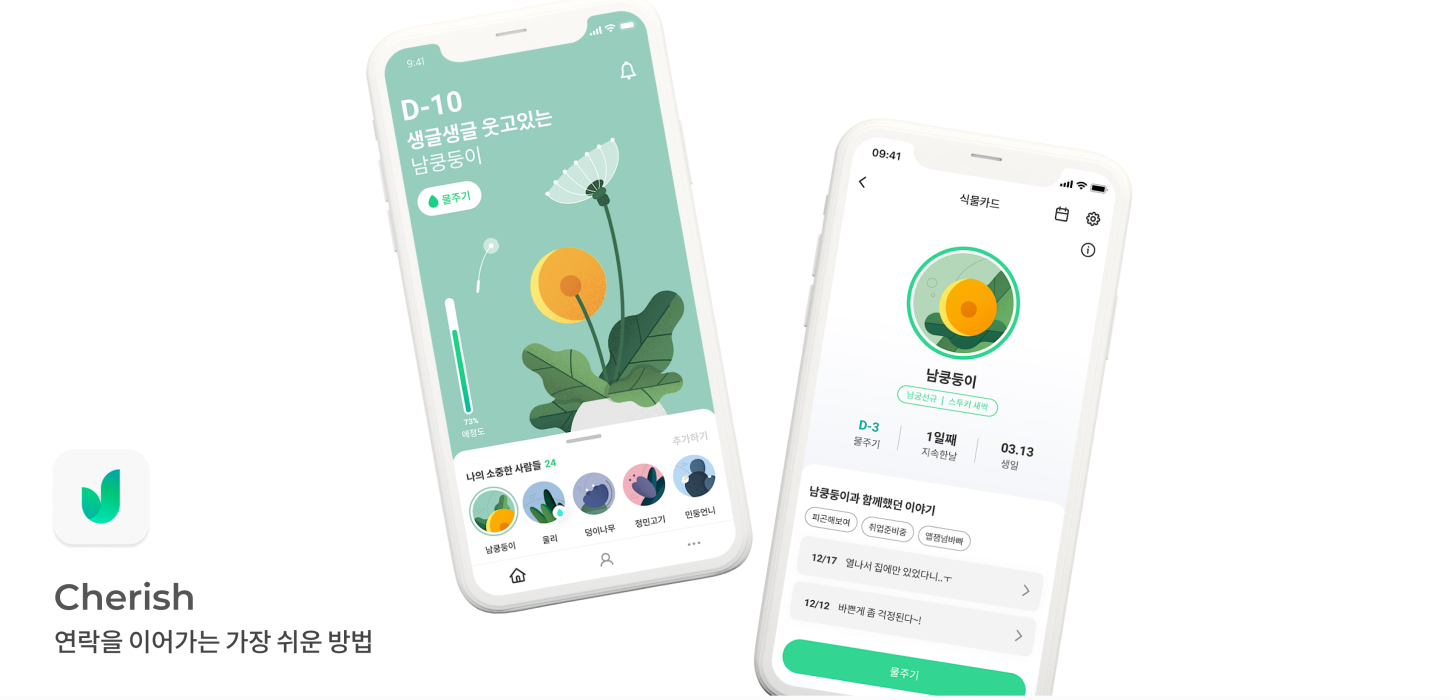 9:41
D-10
생글생글 웃고있는
남쿵둥이
물주기
73%
애정도
나의 소중한 사람들 24
추가하기
남쿵둥이
울리
덩이나무
정민고기
민둥언니
09:41
식물카드
남쿵둥이
남궁선규 | 스투키 새싹
D-3
물주기
1일째
지속한날
03.13
생일
남쿵둥이과 함께했던 이야기
피곤해보여
취업준비중
앱잼넘바빠
12/17 열나서 집에만 있었다니..ㅜ
12/12 바쁜게 좀 걱정된다~!
물주기
Cherish
연락을 이어가는 가장 쉬운 방법